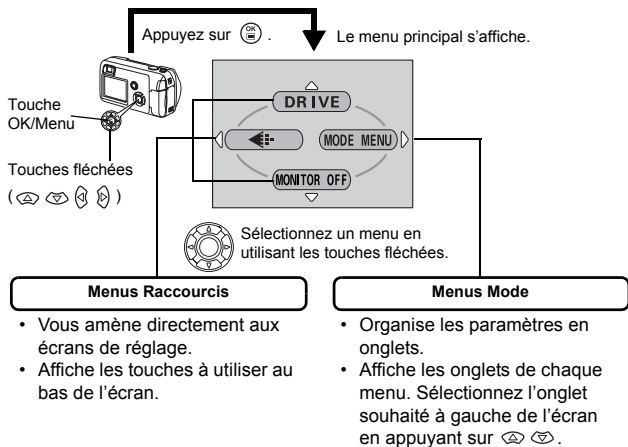 Appuyez sur OK .
Le menu principal s’affiche.
Touche
OK/Menu
Touches fléchées
( )
DRIVE
MODE MENU
MONITOR OFF
Sélectionnez un menu en
utilisant les touches fléchées.
Menus Raccourcis
• Vous amène directement aux
écrans de réglage.
• Affiche les touches à utiliser au
bas de l’écran.
Menus Mode
• Organise les paramètres en
onglets.
• Affiche les onglets de chaque
menu. Sélectionnez l’onglet
souhaité à gauche de l’écran
en appuyant sur .